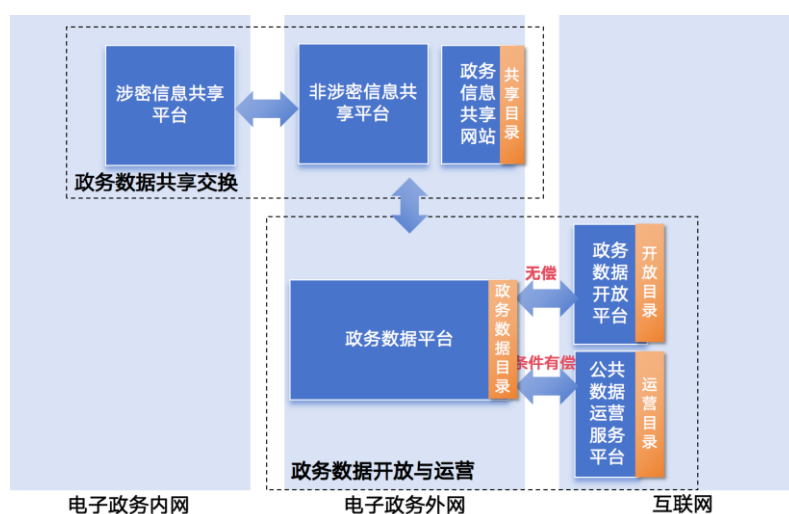 涉密信息共享
平台
非涉密信息共
享平台
政务
信息
共享
网站
共
享
目
录
政务数据共享交换
政务数据平台
政
务
数
据
目
录
无偿
条件有偿
政务
数据
开放
平台
开
放
目
录
公共
数据
运营
服务
平台
运
营
目
录
政务数据开放与运营
电子政务内网
电子政务外网
互联网